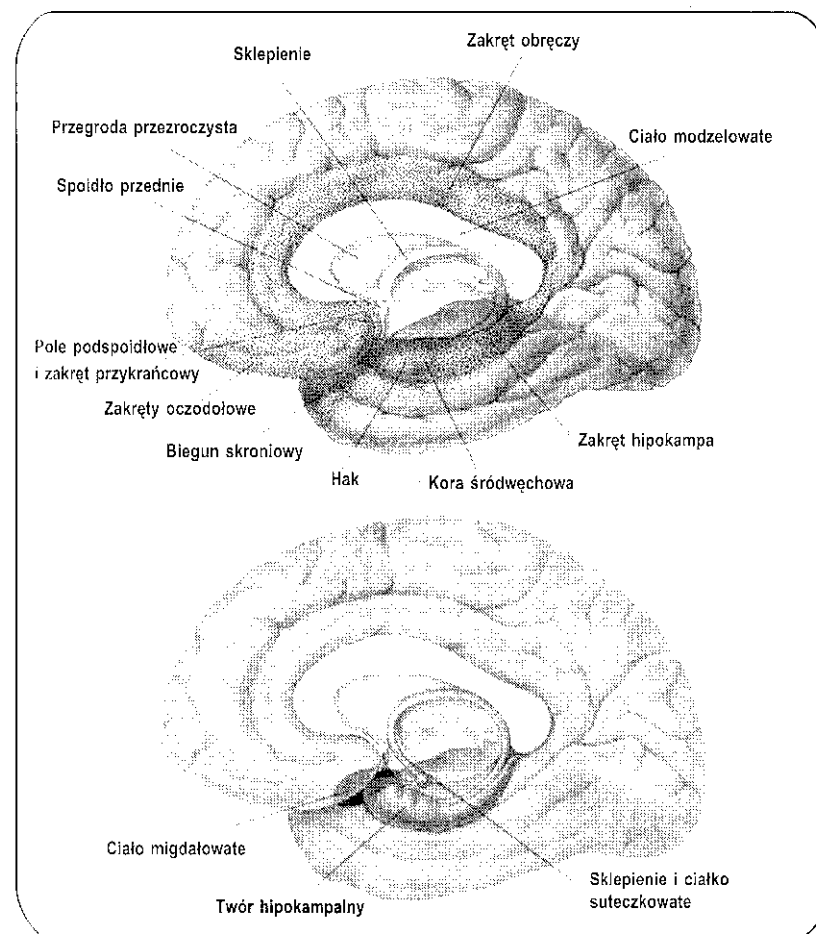 Sklepienie
Zakręt obręczy
Przegroda przezroczysta
Ciało modzelowate
Spoidło przednie
Pole podspoidłowe
i zakręt przykrańcowy
Zakręty oczodołowe
Biegun skroniowy
Hak
Kora śródwęchowa
Zakręt hipokampa
Ciało migdałowate
Twór hipokampalny
Sklepienie i ciałko
suteczkowate